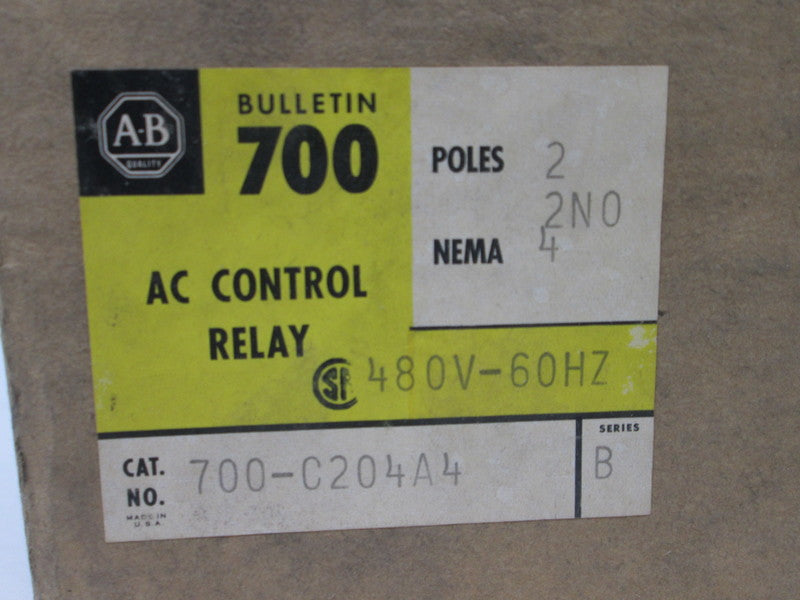 A-B
QUALITY
BULLETIN
700
AC CONTROL
RELAY
POLES 2
2NO
NEMA 4
480V-60HZ
CAT.
NO.
700-C204A4
MADE IN
U.S.A.
SERIES
B